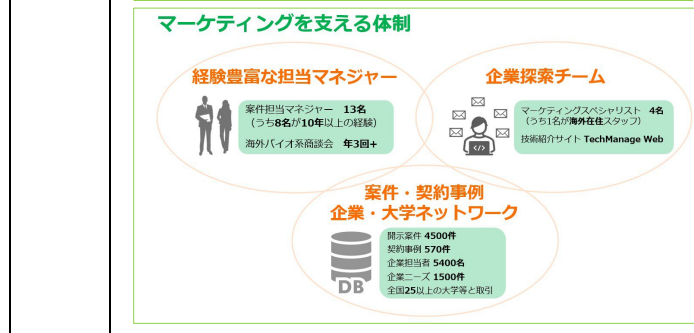 マーケティングを支える体制
経験豊富な担当マネジャー
案件担当マネジャー 13名
（うち8名が10年以上の経験）
海外バイオ系商談会 年3回+
企業探索チーム
マーケティングスペシャリスト 4名
（うち1名が海外在住スタッフ）
技術紹介サイト TechManage Web
</>
案件・契約事例
企業・大学ネットワーク
開示案件 4500件
契約事例 570件
企業担当者 5400名
企業ニーズ 1500件
全国25以上の大学等と取引
DB